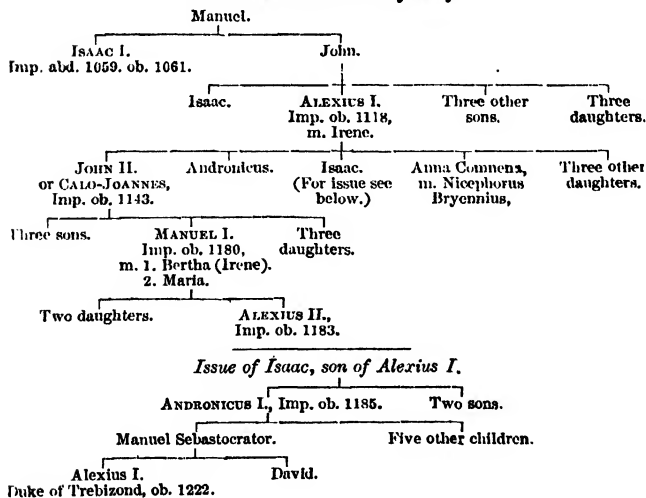 Manuel.
ISAAC I. John.
Imp. abd. 1059. ob. 1061.
Isaac. ALEXIUS I. Three other Three
Imp. ob. 1118, sons. daughters.
m. Irene.
JOHN II. Andronicus. Isaac. Anna Comnena, Three other
or CALO-JOANNES, (For issue see m. Nicephorus daughters.
Imp. ob. 1143. below.) Bryennius,
Three sons. MANUEL I. Three
Imp. ob. 1180, daughters.
m. 1. Bertha (Irene).
2. Maria.
Two daughters. ALEXIUS II.,
Imp. ob. 1183.
Issue of Isaac, son of Alexius I.
ANDRONICUS I., Imp. ob. 1185. Two sons.
Manuel Sebastocrator. Five other children.
Alexius I. David.
Duke of Trebizond, ob. 1222.